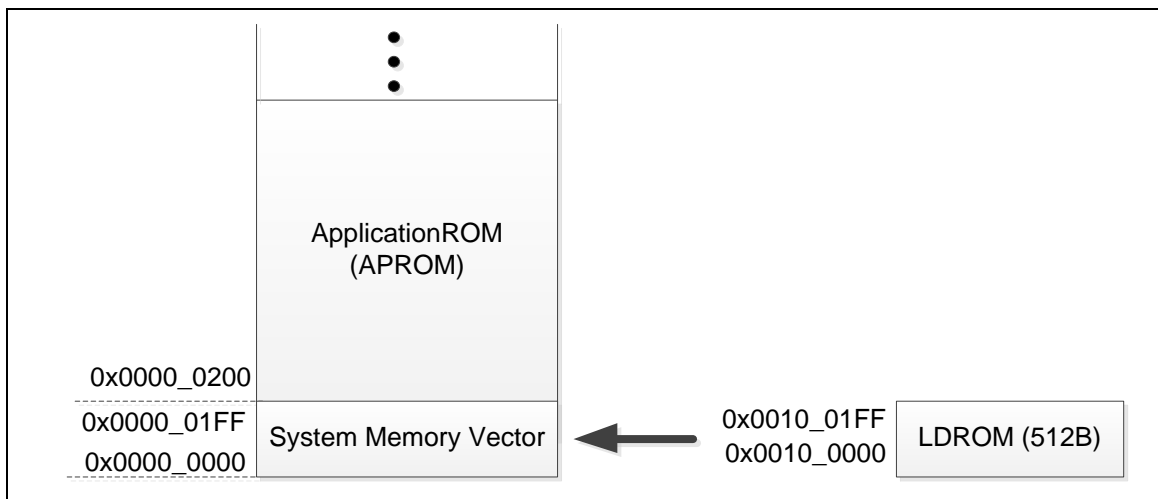 ApplicationROM
(APROM)
0x0000_0200
0x0000_01FF
System Memory Vector
0x0000_0000
0x0010_01FF
0x0010_0000
LDROM (512B)